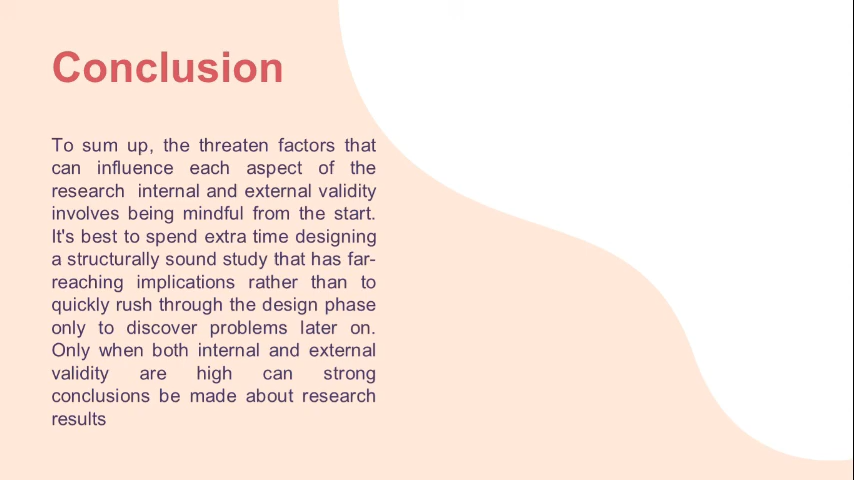 Conclusion
To sum up, the threaten factors that
can influence each aspect of the
research internal and external validity
involves being mindful from the start.
It's best to spend extra time designing
a structurally sound study that has far-
reaching implications rather than to
quickly rush through the design phase
only to discover problems later on.
Only when both internal and external
validity are high can strong
conclusions be made about research
results